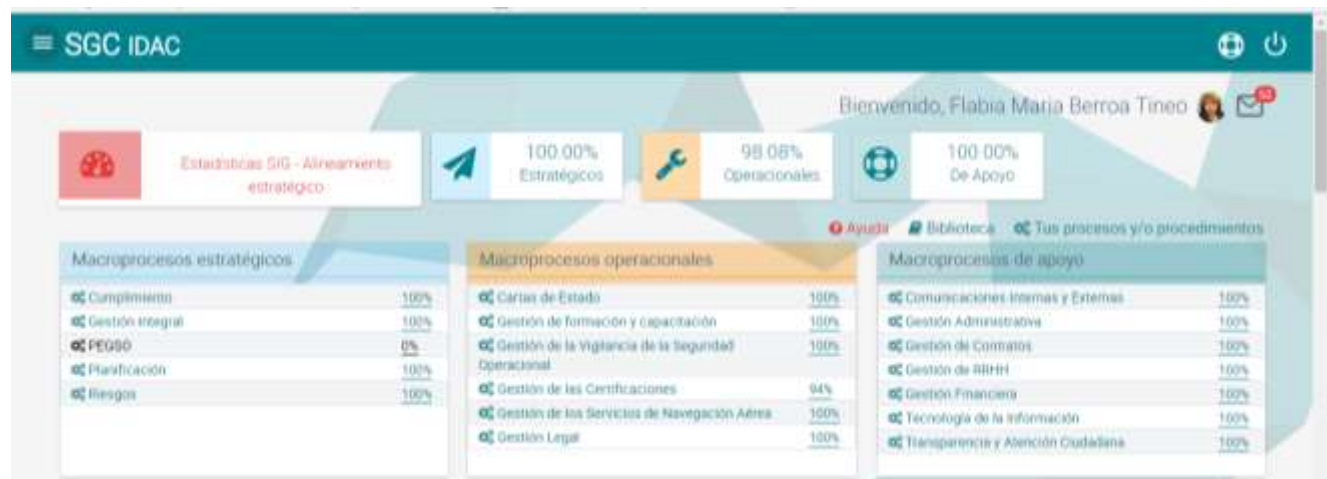 SGC IDAC
Bienvenido, Flabia Maria Berroa Tineo
Estadísticas SIG - Alineamiento
estratégico
100.00%
Estratégicos
98.08%
Operacionales
100.00%
De Apoyo
Ayuda Biblioteca Tus procesos y/o procedimientos
Macroprocesos estratégicos
Cumplimiento 100%
Gestión Integral 100%
PEGSO 0%
Planificación 100%
Riesgos 100%
Macroprocesos operacionales
Cartas de Estado 100%
Gestión de formación y capacitación 100%
Gestión de la Vigilancia de la Seguridad 100%
Operacional
Gestión de las Certificaciones 94%
Gestión de los Servicios de Navegación Aérea 100%
Gestión Legal 100%
Macroprocesos de apoyo
Comunicaciones Internas y Externas 100%
Gestión Administrativa 100%
Gestión de Contratos 100%
Gestión de RRHH 100%
Gestión Financiera 100%
Tecnología de la Información 100%
Transparencia y Atención Ciudadana 100%